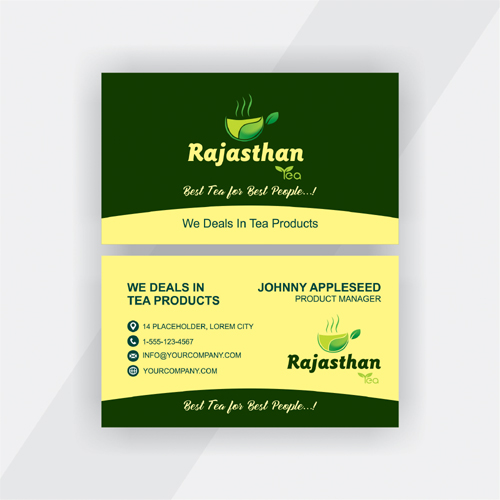 Rajasthan
Tea
Best Tea for Best People...!
We Deals In Tea Products
WE DEALS IN
TEA PRODUCTS
14 PLACEHOLDER, LOREM CITY
1-555-123-4567
INFO@YOURCOMPANY.COM
YOURCOMPANY.COM
JOHNNY APPLESEED
PRODUCT MANAGER
Rajasthan
Tea
Best Tea for Best People...!